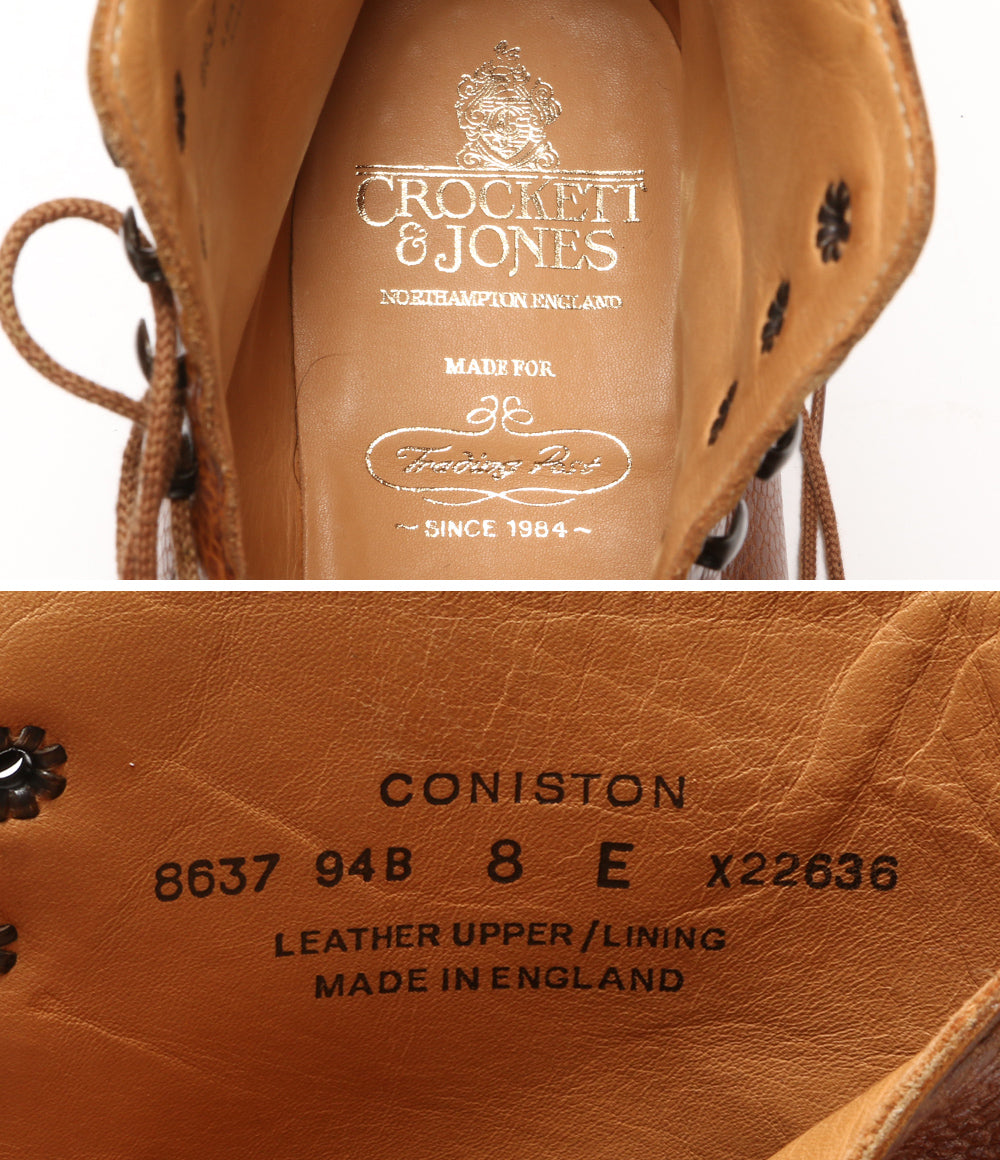 CROCKETT
& JONES
NORTHAMPTON ENGLAND
MADE FOR
Trading Post
~SINCE 1984~
CONISTON
8637 94B 8 E X22636
LEATHER UPPER/LINING
MADE IN ENGLAND